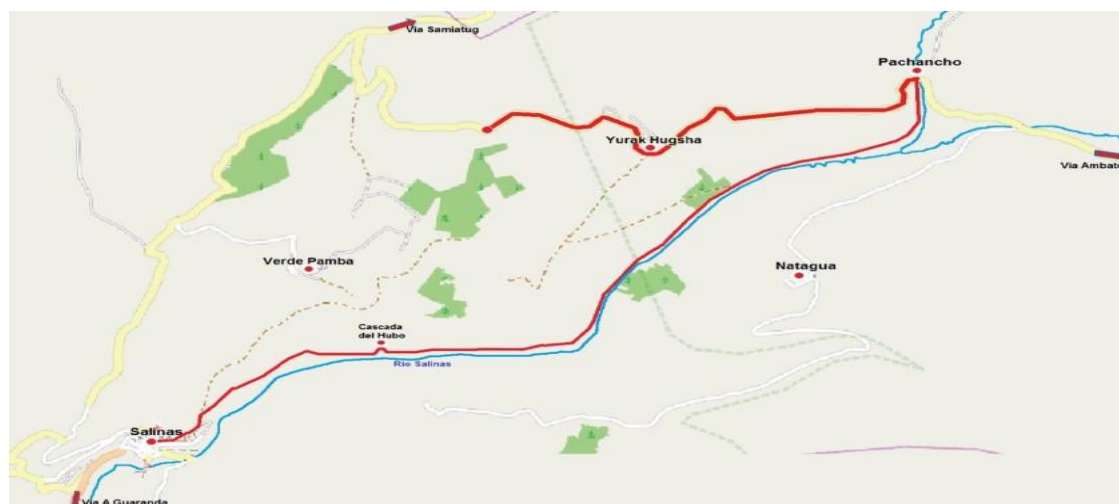 Via Samiatug
Pachancho
Yurak Hugsha
Via Ambato
Verde Pamba
Natagua
Cascada
del Hubo
Rio Salinas
Salinas
Via A Guaranda